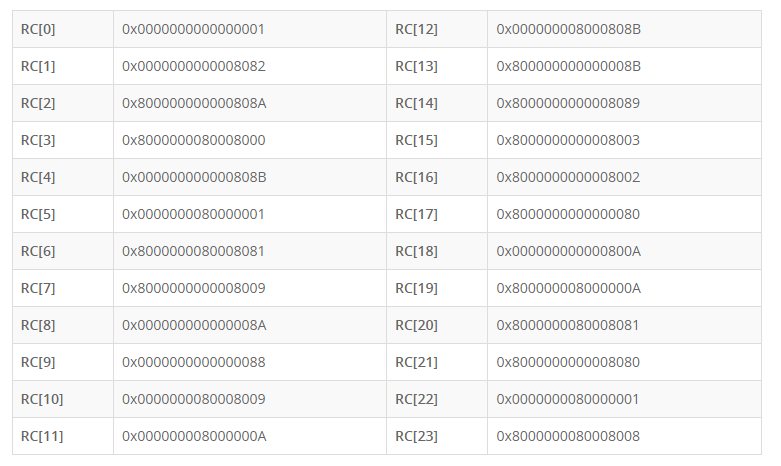 RC[0] 0x0000000000000001 RC[12] 0x000000008000808B
RC[1] 0x0000000000008082 RC[13] 0x800000000000008B
RC[2] 0x800000000000808A RC[14] 0x8000000000008089
RC[3] 0x8000000080008000 RC[15] 0x8000000000008003
RC[4] 0x000000000000808B RC[16] 0x8000000000008002
RC[5] 0x0000000080000001 RC[17] 0x8000000000000080
RC[6] 0x8000000080008081 RC[18] 0x000000000000800A
RC[7] 0x8000000000008009 RC[19] 0x800000008000000A
RC[8] 0x000000000000008A RC[20] 0x8000000080008081
RC[9] 0x0000000000000088 RC[21] 0x8000000000008080
RC[10] 0x0000000080008009 RC[22] 0x0000000080000001
RC[11] 0x000000008000000A RC[23] 0x8000000080008008